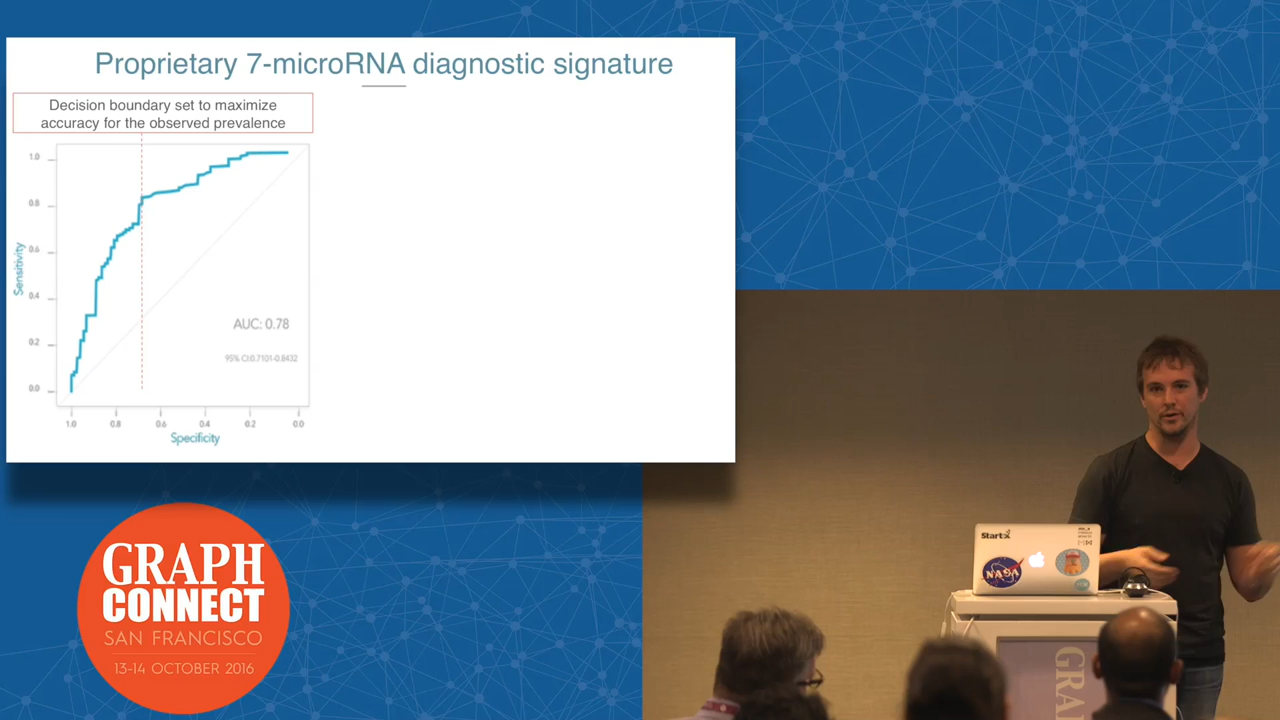 Proprietary 7-microRNA diagnostic signature
Decision boundary set to maximize
accuracy for the observed prevalence
1.0
0.8
0.6
0.4
0.2
0.0
Sensitivity
AUC: 0.78
95% CI:0.7101-0.8432
1.0 0.8 0.6 0.4 0.2 0.0
Specificity
GRAPH
CONNECT
SAN FRANCISCO
13-14 OCTOBER 2016
StartX
NASA
GRA